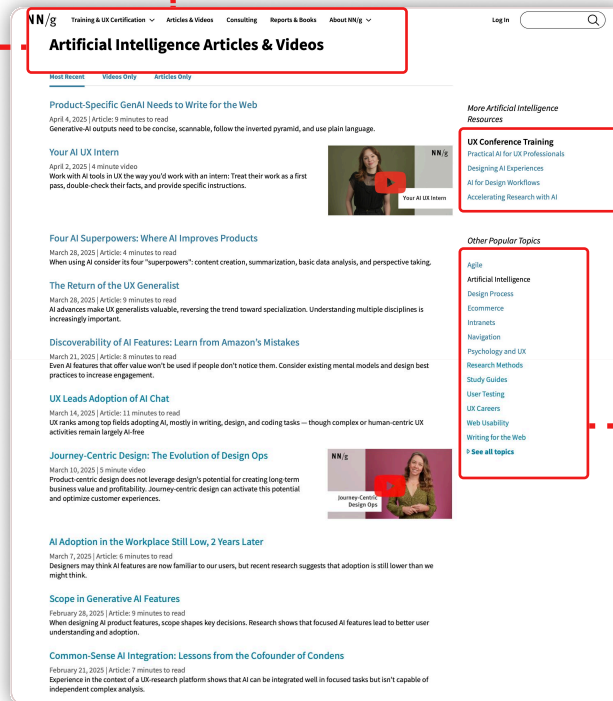 NN/g Training & UX Certification Articles & Videos Consulting Reports & Books About NN/g Log In
Artificial Intelligence Articles & Videos
Most Recent Videos Only Articles Only
Product-Specific GenAI Needs to Write for the Web
April 4, 2025 | Article: 9 minutes to read
Generative-AI outputs need to be concise, scannable, follow the inverted pyramid, and use plain language.
Your AI UX Intern
April 2, 2025 | 4 minute video
Work with AI tools in UX the way you'd work with an intern: Treat their work as a first
pass, double-check their facts, and provide specific instructions.
NN/g
Your AI UX Intern
Four AI Superpowers: Where AI Improves Products
March 28, 2025 | Article: 4 minutes to read
When using AI consider its four "superpowers": content creation, summarization, basic data analysis, and perspective taking.
The Return of the UX Generalist
March 28, 2025 | Article: 9 minutes to read
AI advances make UX generalists valuable, reversing the trend toward specialization. Understanding multiple disciplines is
increasingly important.
Discoverability of AI Features: Learn from Amazon's Mistakes
March 21, 2025 | Article: 8 minutes to read
Even AI features that offer value won't be used if people don't notice them. Consider existing mental models and design best
practices to increase engagement.
UX Leads Adoption of AI Chat
March 14, 2025 | Article: 11 minutes to read
UX ranks among top fields adopting AI, mostly in writing, design, and coding tasks — though complex or human-centric UX
activities remain largely AI-free
Journey-Centric Design: The Evolution of Design Ops
March 10, 2025 | 5 minute video
Product-centric design does not leverage design's potential for creating long-term
business value and profitability. Journey-centric design can activate this potential
and optimize customer experiences.
NN/g
Journey-Centric
Design Ops
AI Adoption in the Workplace Still Low, 2 Years Later
March 7, 2025 | Article: 6 minutes to read
Designers may think AI features are now familiar to our users, but recent research suggests that adoption is still lower than we
might think.
Scope in Generative AI Features
February 28, 2025 | Article: 9 minutes to read
When designing AI product features, scope shapes key decisions. Research shows that focused AI features lead to better user
understanding and adoption.
Common-Sense AI Integration: Lessons from the Cofounder of Condens
February 21, 2025 | Article: 7 minutes to read
Experience in the context of a UX-research platform shows that AI can be integrated well in focused tasks but isn't capable of
independent complex analysis.
More Artificial Intelligence
Resources
UX Conference Training
Practical AI for UX Professionals
Designing AI Experiences
AI for Design Workflows
Accelerating Research with AI
Other Popular Topics
Agile
Artificial Intelligence
Design Process
Ecommerce
Intranets
Navigation
Psychology and UX
Research Methods
Study Guides
User Testing
UX Careers
Web Usability
Writing for the Web
See all topics